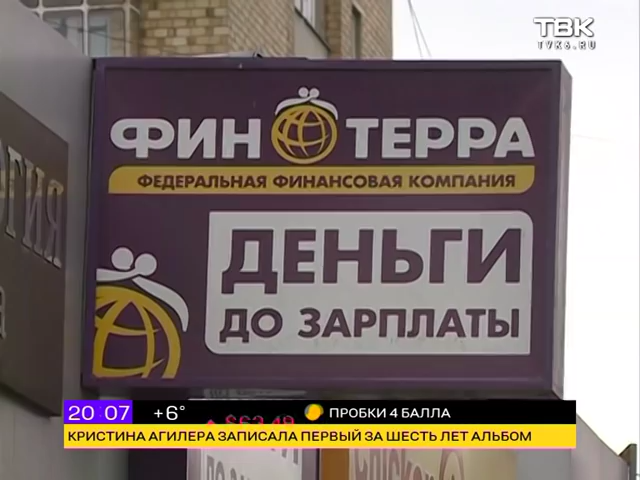 ТВК
TVK6.RU
ФИН ТЕРРА
ФЕДЕРАЛЬНАЯ ФИНАНСОВАЯ КОМПАНИЯ
ДЕНЬГИ
ДО ЗАРПЛАТЫ
20:07 +6° ПРОБКИ 4 БАЛЛА
КРИСТИНА АГИЛЕРА ЗАПИСАЛА ПЕРВЫЙ ЗА ШЕСТЬ ЛЕТ АЛЬБОМ